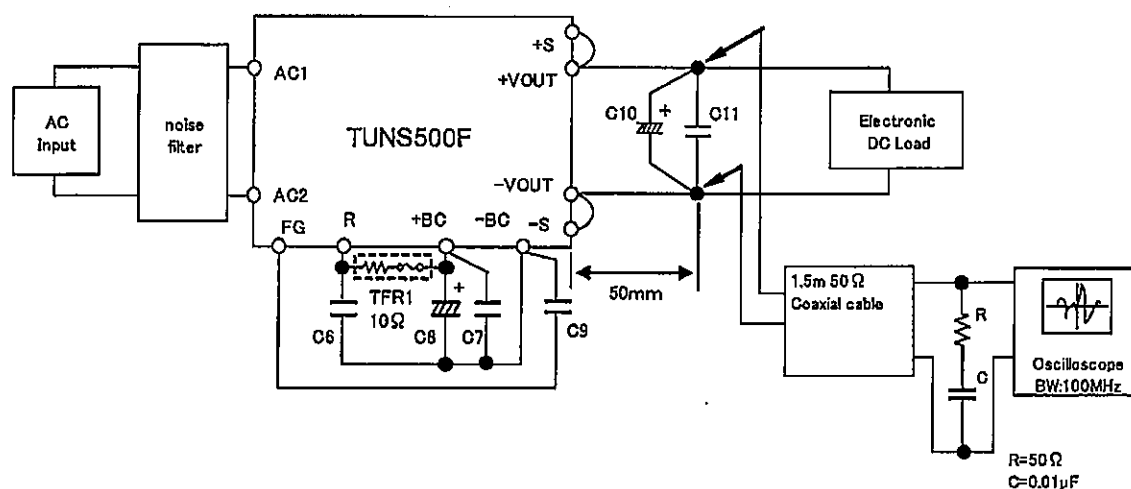 +S
+VOUT
AC1
AC
input
noise
filter
TUNS500F
C10
+
C11
Electronic
DC Load
AC2
-VOUT
FG
R
+BC
-BC
-S
TFR1
10Ω
+
50mm
C6
C8
C7
C9
1.5m 50Ω
Coaxial cable
R
C
Oscilloscope
BW:100MHz
R=50Ω
C=0.01μF